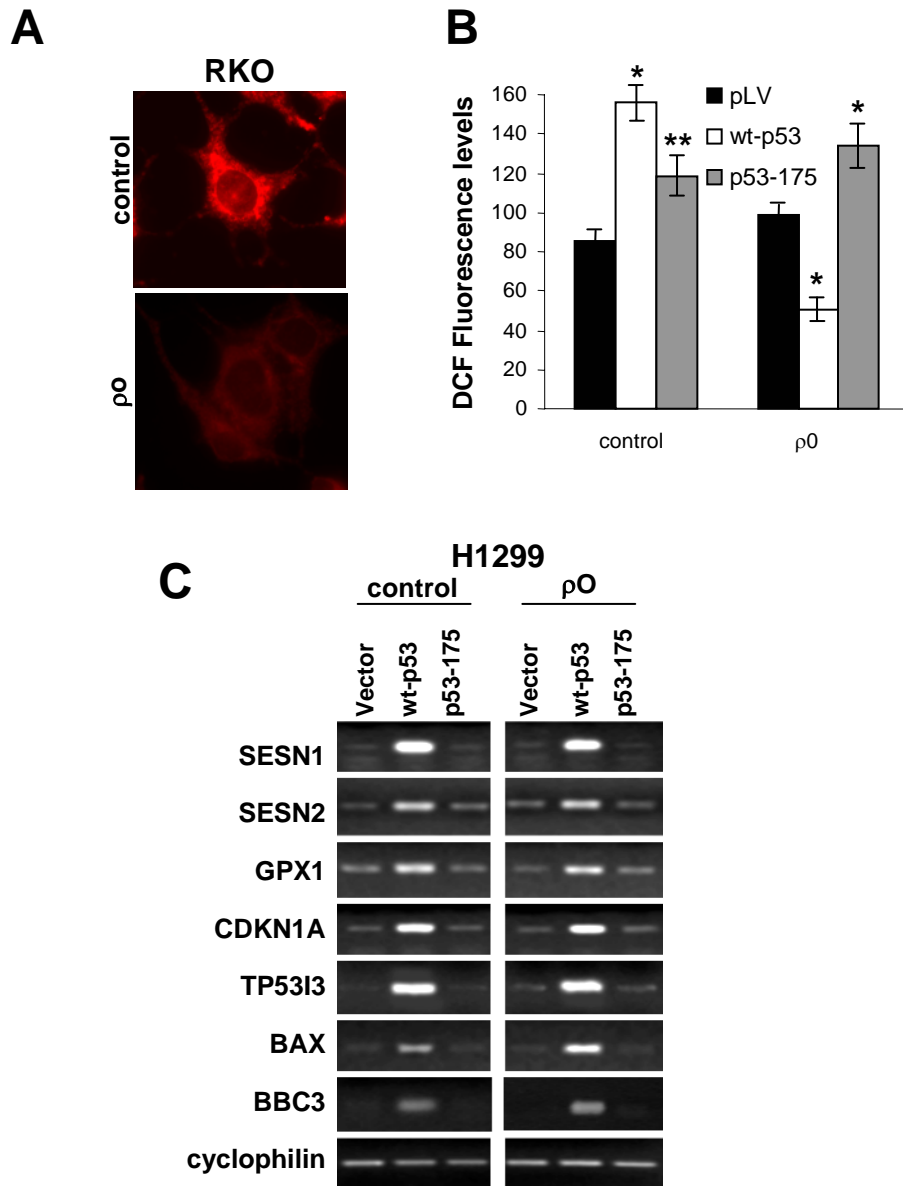 A
RKO
control
ρo
B
DCF Fluorescence levels
160
140
120
100
80
60
40
20
0
*
**
*
*
pLV
wt-p53
p53-175
control
ρ0
C
H1299
control
ρO
Vector
wt-p53
p53-175
Vector
wt-p53
p53-175
SESN1
SESN2
GPX1
CDKN1A
TP53I3
BAX
BBC3
cyclophilin